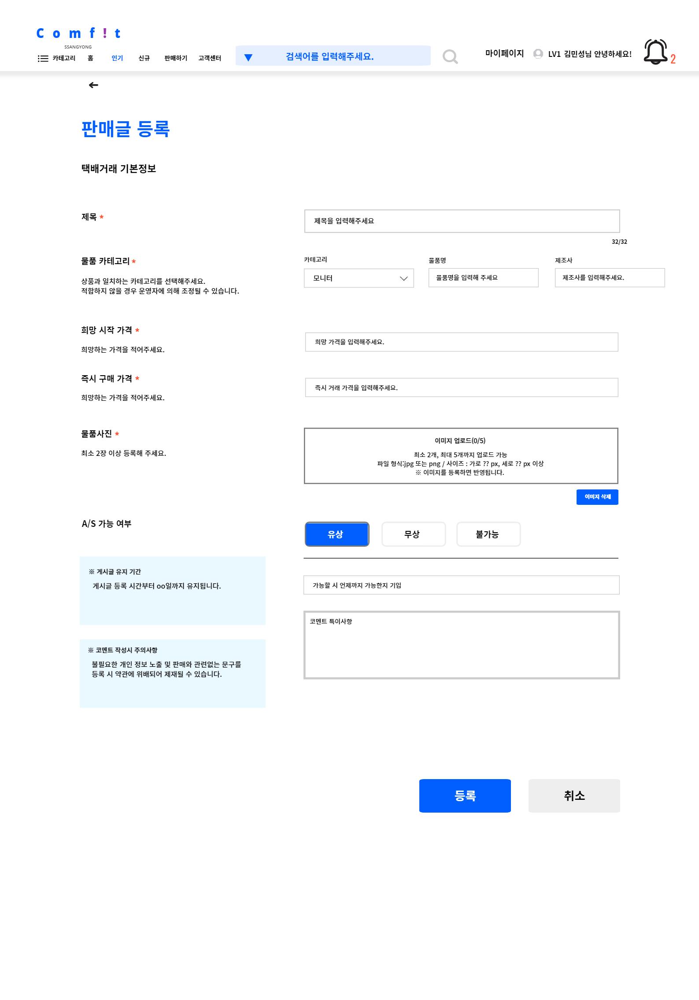 Comf!t
SSANGYONG
카테고리 홈 인기 신규 판매하기 고객센터
▼ 검색어를 입력해주세요.
마이페이지 LV1 김민성님 안녕하세요! 2
판매글 등록
택배거래 기본정보
제목 *
제목을 입력해주세요
32/32
물품 카테고리 *
상품과 일치하는 카테고리를 선택해주세요.
적합하지 않을 경우 운영자에 의해 조정될 수 있습니다.
카테고리 물품명 제조사
모니터 물품명을 입력해 주세요 제조사를 입력해주세요.
희망 시작 가격 *
희망하는 가격을 적어주세요.
희망 가격을 입력해주세요.
즉시 구매 가격 *
희망하는 가격을 적어주세요.
즉시 거래 가격을 입력해주세요.
물품사진 *
최소 2장 이상 등록해 주세요.
이미지 업로드(0/5)
최소 2개, 최대 5개까지 업로드 가능
파일 형식:jpg 또는 png / 사이즈 : 가로 ?? px, 세로 ?? px 이상
※ 이미지를 등록하면 반영됩니다.
이미지 삭제
A/S 가능 여부
유상 무상 불가능
※ 게시글 유지 기간
게시글 등록 시간부터 oo일까지 유지됩니다.
가능할 시 언제까지 가능한지 기입
코멘트 특이사항
※ 코멘트 작성시 주의사항
불필요한 개인 정보 노출 및 판매와 관련없는 문구를
등록 시 약관에 위배되어 제재될 수 있습니다.
등록 취소